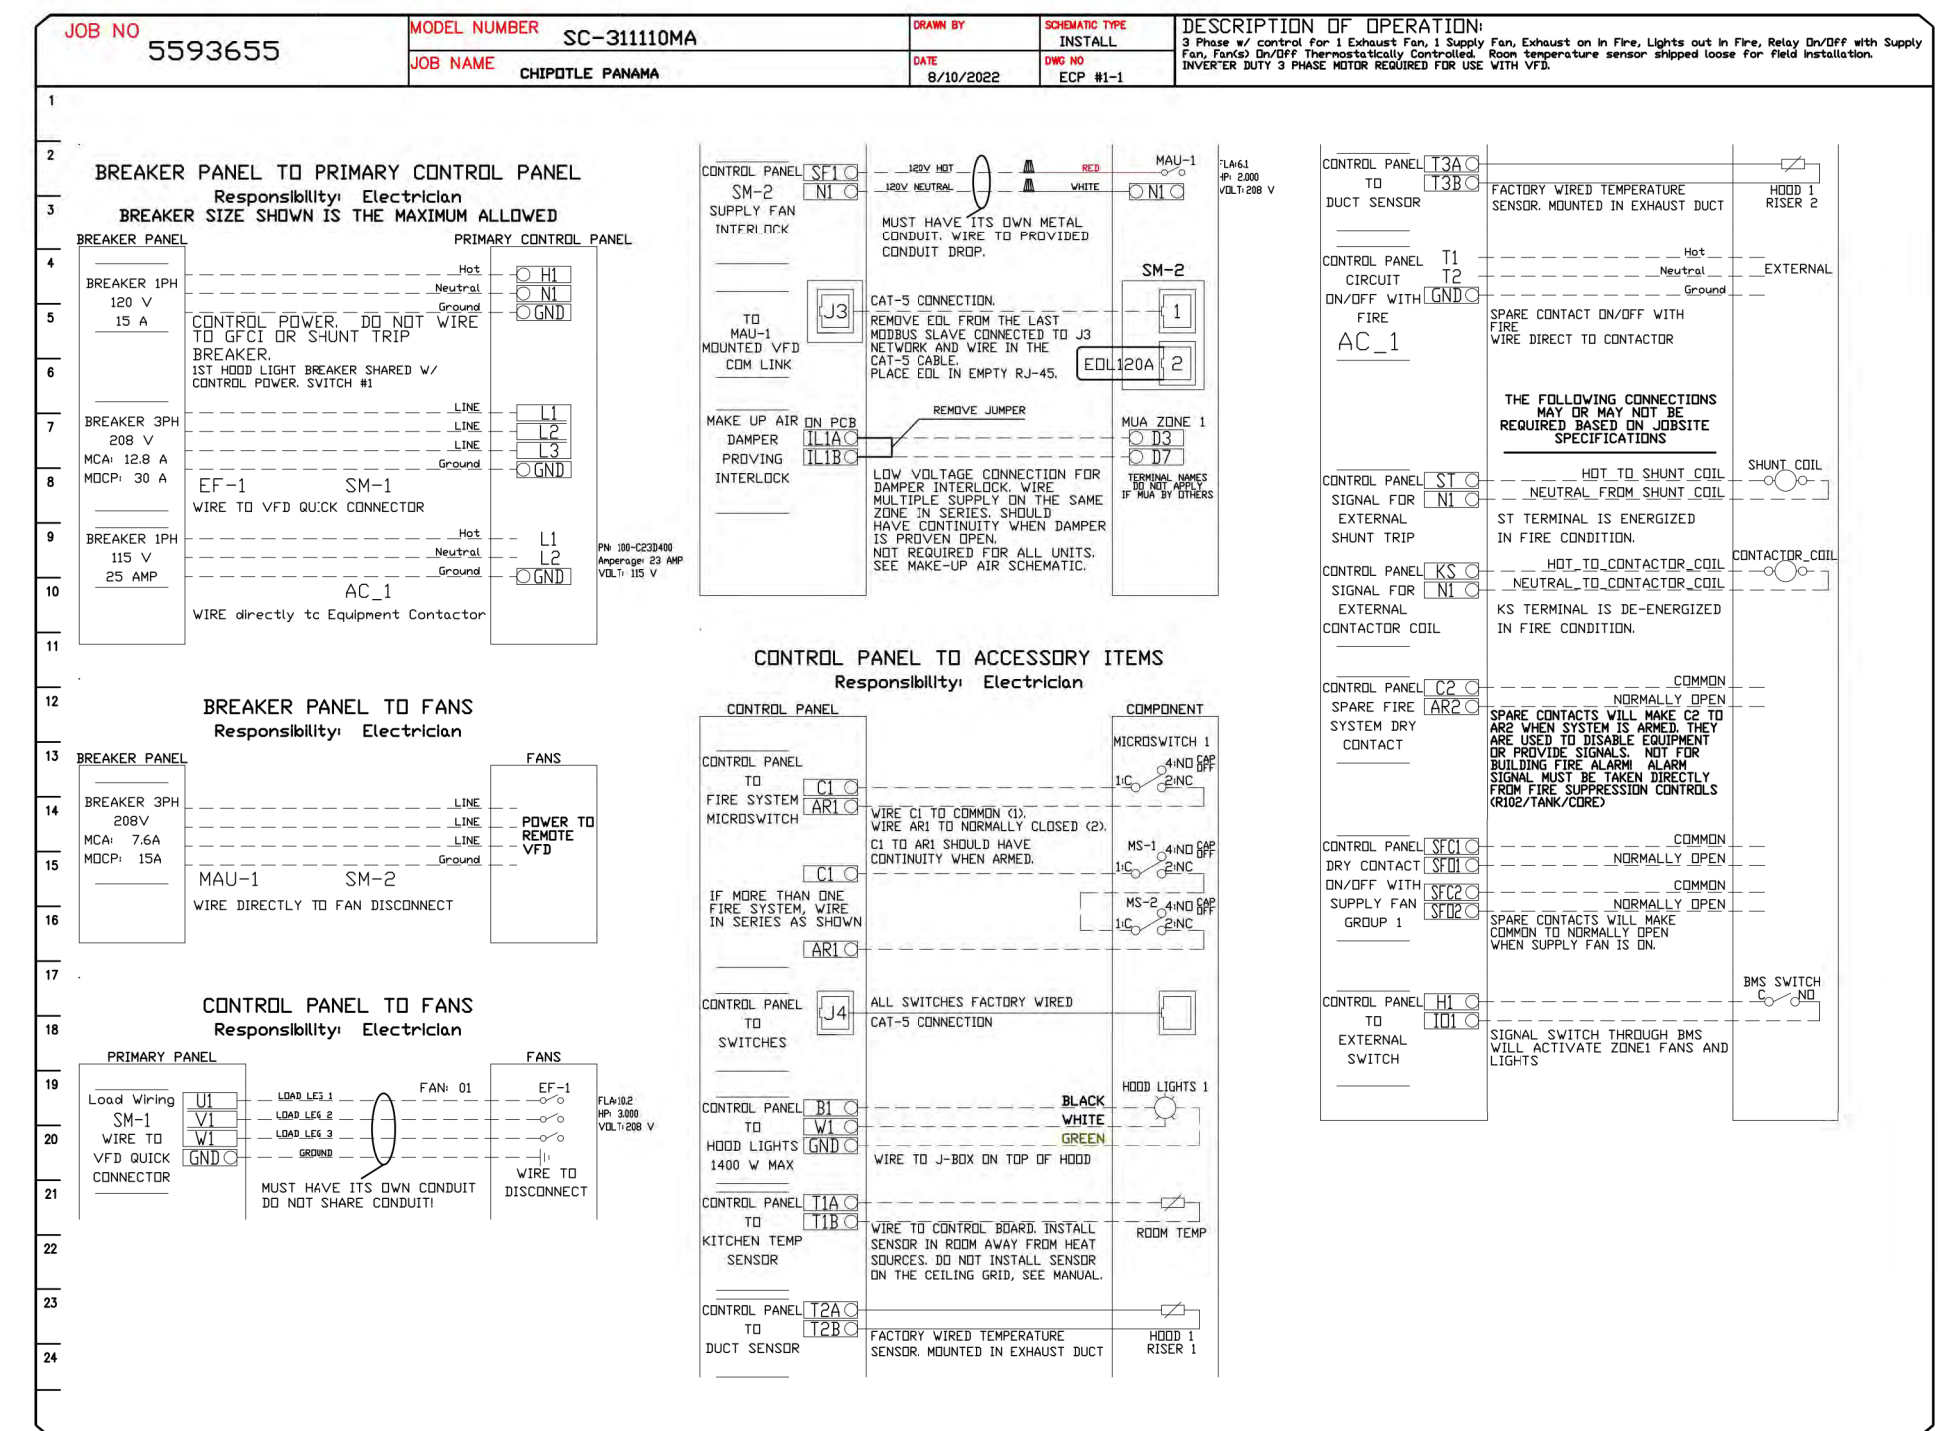 JOB NO
5593655
MODEL NUMBER
SC-311110MA
JOB NAME
CHIPOTLE PANAMA
DRAWN BY
DATE
8/10/2022
SCHEMATIC TYPE
INSTALL
DWG NO
ECP #1-1
DESCRIPTION OF OPERATION:
3 Phase w/ control for 1 Exhaust Fan, 1 Supply Fan, Exhaust on in Fire, Lights out in Fire, Relay On/Off with Supply
Fan, Fan(s) On/Off Thermostatically Controlled. Room temperature sensor shipped loose for field installation.
INVERTER DUTY 3 PHASE MOTOR REQUIRED FOR USE WITH VFD.
1
2
3
4
5
6
7
8
9
10
11
12
13
14
15
16
17
18
19
20
21
22
23
24
BREAKER PANEL TO PRIMARY CONTROL PANEL
Responsibility: Electrician
BREAKER SIZE SHOWN IS THE MAXIMUM ALLOWED
BREAKER PANEL
PRIMARY CONTROL PANEL
BREAKER 1PH
120 V
15 A
Hot
H1
Neutral
N1
Ground
GND
CONTROL POWER. DO NOT WIRE
TO GFCI OR SHUNT TRIP
BREAKER.
1ST HOOD LIGHT BREAKER SHARED W/
CONTROL POWER. SVITCH #1
BREAKER 3PH
208 V
MCA: 12.8 A
MOCP: 30 A
LINE
L1
LINE
L2
LINE
L3
Ground
GND
EF-1
SM-1
WIRE TO VFD QUICK CONNECTOR
BREAKER 1PH
115 V
25 AMP
Hot
L1
Neutral
L2
Ground
GND
PN: 100-C23D400
Amperage: 23 AMP
VOLT: 115 V
AC_1
WIRE directly to Equipment Contactor
BREAKER PANEL TO FANS
Responsibility: Electrician
BREAKER PANEL
FANS
BREAKER 3PH
208V
MCA: 7.6A
MOCP: 15A
LINE
LINE
LINE
Ground
POWER TO
REMOTE
VFD
MAU-1
SM-2
WIRE DIRECTLY TO FAN DISCONNECT
CONTROL PANEL TO FANS
Responsibility: Electrician
PRIMARY PANEL
FANS
Load Wiring
SM-1
WIRE TO
VFD QUICK
CONNECTOR
U1
V1
W1
GND
LOAD LEG 1
LOAD LEG 2
LOAD LEG 3
GROUND
FAN: 01
EF-1
FLA:10.2
HP: 3.000
VOLT:208 V
WIRE TO
DISCONNECT
MUST HAVE ITS OWN CONDUIT
DO NOT SHARE CONDUIT!
CONTROL PANEL
SM-2
SUPPLY FAN
INTERLOCK
SF1
N1
120V HOT
120V NEUTRAL
RED
WHITE
MAU-1
N1
FLA:6.1
HP: 2.000
VOLT: 208 V
MUST HAVE ITS OWN METAL
CONDUIT. WIRE TO PROVIDED
CONDUIT DROP.
SM-2
TO
MAU-1
MOUNTED VFD
COM LINK
J3
CAT-5 CONNECTION.
REMOVE EOL FROM THE LAST
MODBUS SLAVE CONNECTED TO J3
NETWORK AND WIRE IN THE
CAT-5 CABLE.
PLACE EOL IN EMPTY RJ-45.
1
EOL120A
2
MAKE UP AIR
DAMPER
PROVING
INTERLOCK
ON PCB
IL1A
IL1B
REMOVE JUMPER
MUA ZONE 1
D3
D7
TERMINAL NAMES
DO NOT APPLY
IF MUA BY OTHERS
LOW VOLTAGE CONNECTION FOR
DAMPER INTERLOCK. WIRE
MULTIPLE SUPPLY ON THE SAME
ZONE IN SERIES. SHOULD
HAVE CONTINUITY WHEN DAMPER
IS PROVEN OPEN.
NOT REQUIRED FOR ALL UNITS.
SEE MAKE-UP AIR SCHEMATIC.
CONTROL PANEL TO ACCESSORY ITEMS
Responsibility: Electrician
CONTROL PANEL
COMPONENT
CONTROL PANEL
TO
FIRE SYSTEM
MICROSWITCH
C1
AR1
MICROSWITCH 1
4:NO CAP OFF
1:C
2:NC
WIRE C1 TO COMMON (1).
WIRE AR1 TO NORMALLY CLOSED (2).
C1 TO AR1 SHOULD HAVE
CONTINUITY WHEN ARMED.
C1
MS-1
4:NO CAP OFF
1:C
2:NC
IF MORE THAN ONE
FIRE SYSTEM, WIRE
IN SERIES AS SHOWN
MS-2
4:NO CAP OFF
1:C
2:NC
AR1
CONTROL PANEL
TO
SWITCHES
J4
ALL SWITCHES FACTORY WIRED
CAT-5 CONNECTION
CONTROL PANEL
TO
HOOD LIGHTS
1400 W MAX
B1
W1
GND
BLACK
WHITE
GREEN
HOOD LIGHTS 1
WIRE TO J-BOX ON TOP OF HOOD
CONTROL PANEL
TO
KITCHEN TEMP
SENSOR
T1A
T1B
ROOM TEMP
WIRE TO CONTROL BOARD. INSTALL
SENSOR IN ROOM AWAY FROM HEAT
SOURCES. DO NOT INSTALL SENSOR
ON THE CEILING GRID, SEE MANUAL.
CONTROL PANEL
TO
DUCT SENSOR
T2A
T2B
FACTORY WIRED TEMPERATURE
SENSOR. MOUNTED IN EXHAUST DUCT
HOOD 1
RISER 1
CONTROL PANEL
TO
DUCT SENSOR
T3A
T3B
FACTORY WIRED TEMPERATURE
SENSOR. MOUNTED IN EXHAUST DUCT
HOOD 1
RISER 2
CONTROL PANEL
CIRCUIT
ON/OFF WITH
FIRE
AC_1
T1
T2
GND
Hot
Neutral
Ground
EXTERNAL
SPARE CONTACT ON/OFF WITH
FIRE
WIRE DIRECT TO CONTACTOR
THE FOLLOWING CONNECTIONS
MAY OR MAY NOT BE
REQUIRED BASED ON JOBSITE
SPECIFICATIONS
CONTROL PANEL
SIGNAL FOR
EXTERNAL
SHUNT TRIP
ST
N1
HOT TO SHUNT COIL
NEUTRAL FROM SHUNT COIL
SHUNT COIL
ST TERMINAL IS ENERGIZED
IN FIRE CONDITION.
CONTROL PANEL
SIGNAL FOR
EXTERNAL
CONTACTOR COIL
KS
N1
HOT TO CONTACTOR COIL
NEUTRAL TO CONTACTOR COIL
CONTACTOR COIL
KS TERMINAL IS DE-ENERGIZED
IN FIRE CONDITION.
CONTROL PANEL
SPARE FIRE
SYSTEM DRY
CONTACT
C2
AR2
COMMON
NORMALLY OPEN
SPARE CONTACTS WILL MAKE C2 TO
AR2 WHEN SYSTEM IS ARMED. THEY
ARE USED TO DISABLE EQUIPMENT
OR PROVIDE SIGNALS. NOT FOR
BUILDING FIRE ALARM! ALARM
SIGNAL MUST BE TAKEN DIRECTLY
FROM FIRE SUPPRESSION CONTROLS
(R102/TANK/CORE)
CONTROL PANEL
DRY CONTACT
ON/OFF WITH
SUPPLY FAN
GROUP 1
SFC1
SFO1
SFC2
SFO2
COMMON
NORMALLY OPEN
COMMON
NORMALLY OPEN
SPARE CONTACTS WILL MAKE
COMMON TO NORMALLY OPEN
WHEN SUPPLY FAN IS ON.
CONTROL PANEL
TO
EXTERNAL
SWITCH
H1
IO1
BMS SWITCH
C
NO
SIGNAL SWITCH THROUGH BMS
WILL ACTIVATE ZONE1 FANS AND
LIGHTS